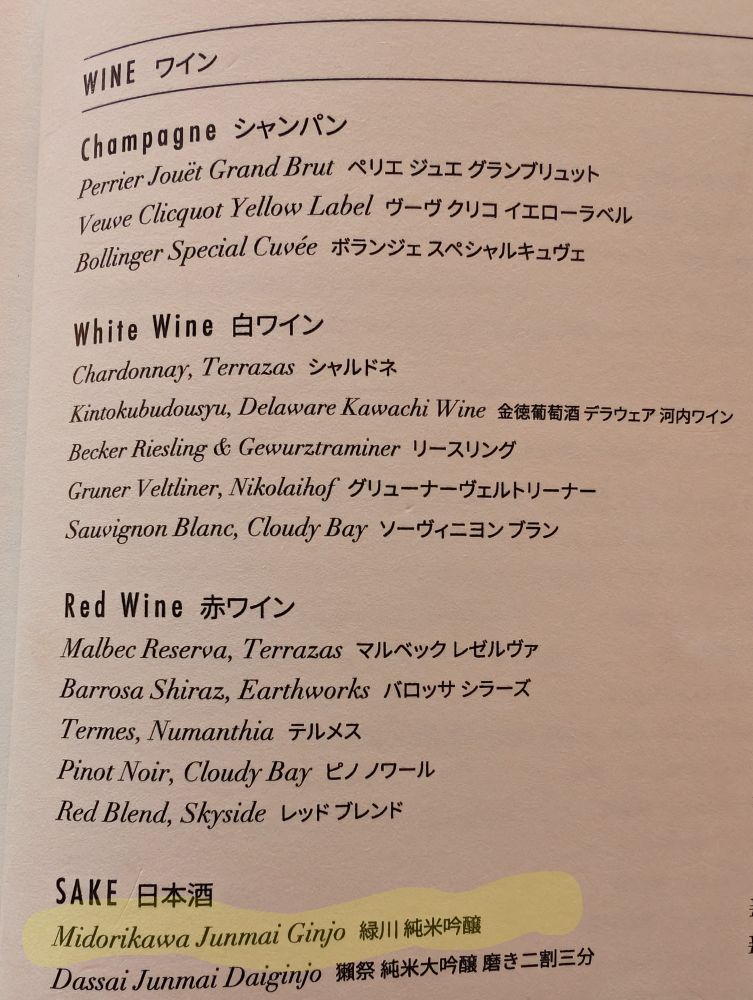 WINE ワイン
Champagne シャンパン
Perrier Jouët Grand Brut ペリエ ジュエ グランブリュット
Veuve Clicquot Yellow Label ヴーヴ クリコ イエローラベル
Bollinger Special Cuvée ボランジェ スペシャルキュヴェ
White Wine 白ワイン
Chardonnay, Terrazas シャルドネ
Kintokubudousyu, Delaware Kawachi Wine 金徳葡萄酒 デラウェア 河内ワイン
Becker Riesling & Gewurztraminer リースリング
Gruner Veltliner, Nikolaihof グリューナーヴェルトリーナー
Sauvignon Blanc, Cloudy Bay ソーヴィニヨン ブラン
Red Wine 赤ワイン
Malbec Reserva, Terrazas マルベック レゼルヴァ
Barrosa Shiraz, Earthworks バロッサ シラーズ
Termes, Numanthia テルメス
Pinot Noir, Cloudy Bay ピノ ノワール
Red Blend, Skyside レッド ブレンド
SAKE 日本酒
Midorikawa Junmai Ginjo 緑川 純米吟醸
Dassai Junmai Daiginjo 獺祭 純米大吟醸 磨き二割三分